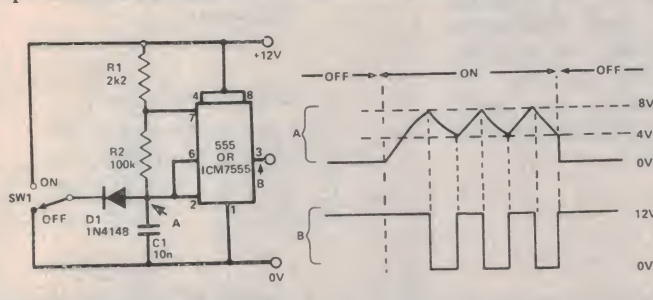 +12V
R1
2k2
4
8
7
R2
100k
555
OR
ICM7555
6
3
B
ON
SW1
OFF
D1
1N4148
A
2
1
C1
10n
0V
OFF
ON
OFF
A
8V
4V
0V
B
12V
0V